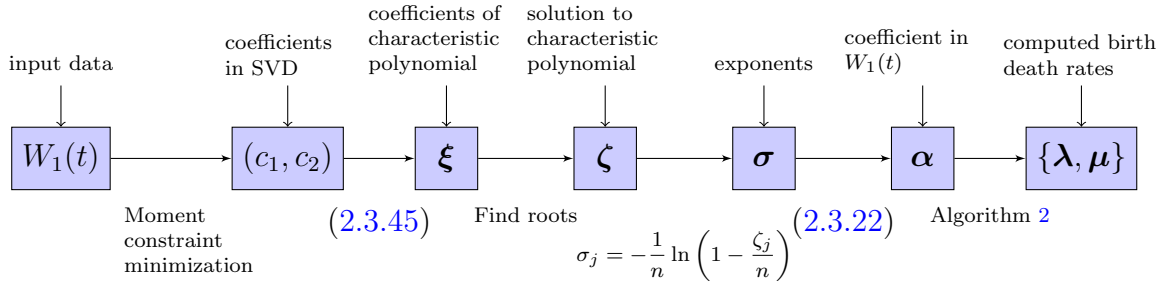 input data
coefficients
in SVD
coefficients of
characteristic
polynomial
solution to
characteristic
polynomial
exponents
coefficient in
W₁(t)
computed birth
death rates
W₁(t)
(c₁, c₂)
ξ
ζ
σ
α
{λ, μ}
Moment
constraint
minimization
(2.3.45)
Find roots
σⱼ = −1/n ln (1 − ζⱼ/n)
(2.3.22)
Algorithm 2